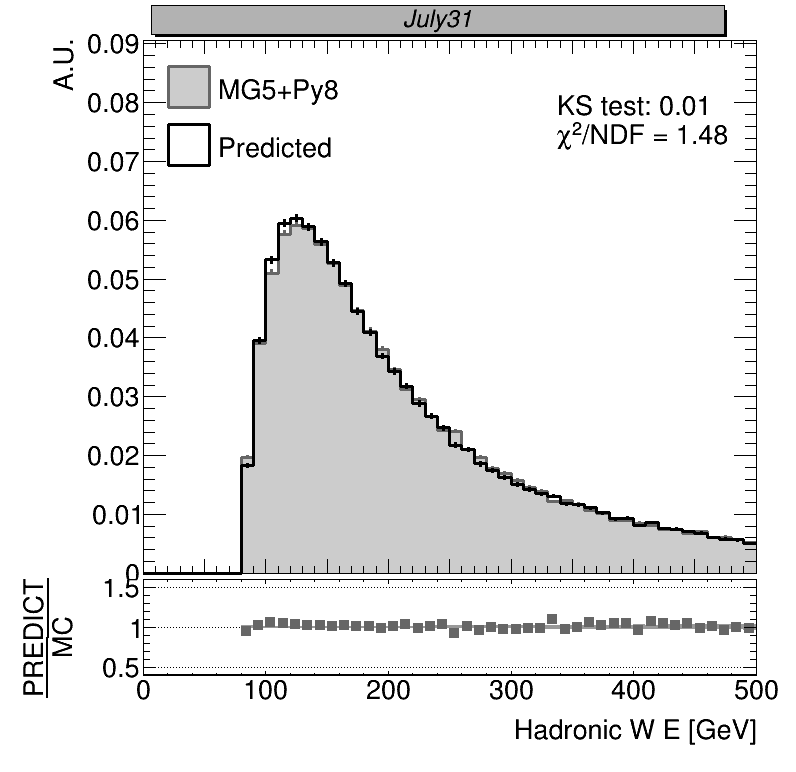 July31
A.U.
0.09
0.08
0.07
0.06
0.05
0.04
0.03
0.02
0.01
0
MG5+Py8
Predicted
KS test: 0.01
χ²/NDF = 1.48
PREDICT
MC
1.5
1
0.5
0 100 200 300 400 500
Hadronic W E [GeV]